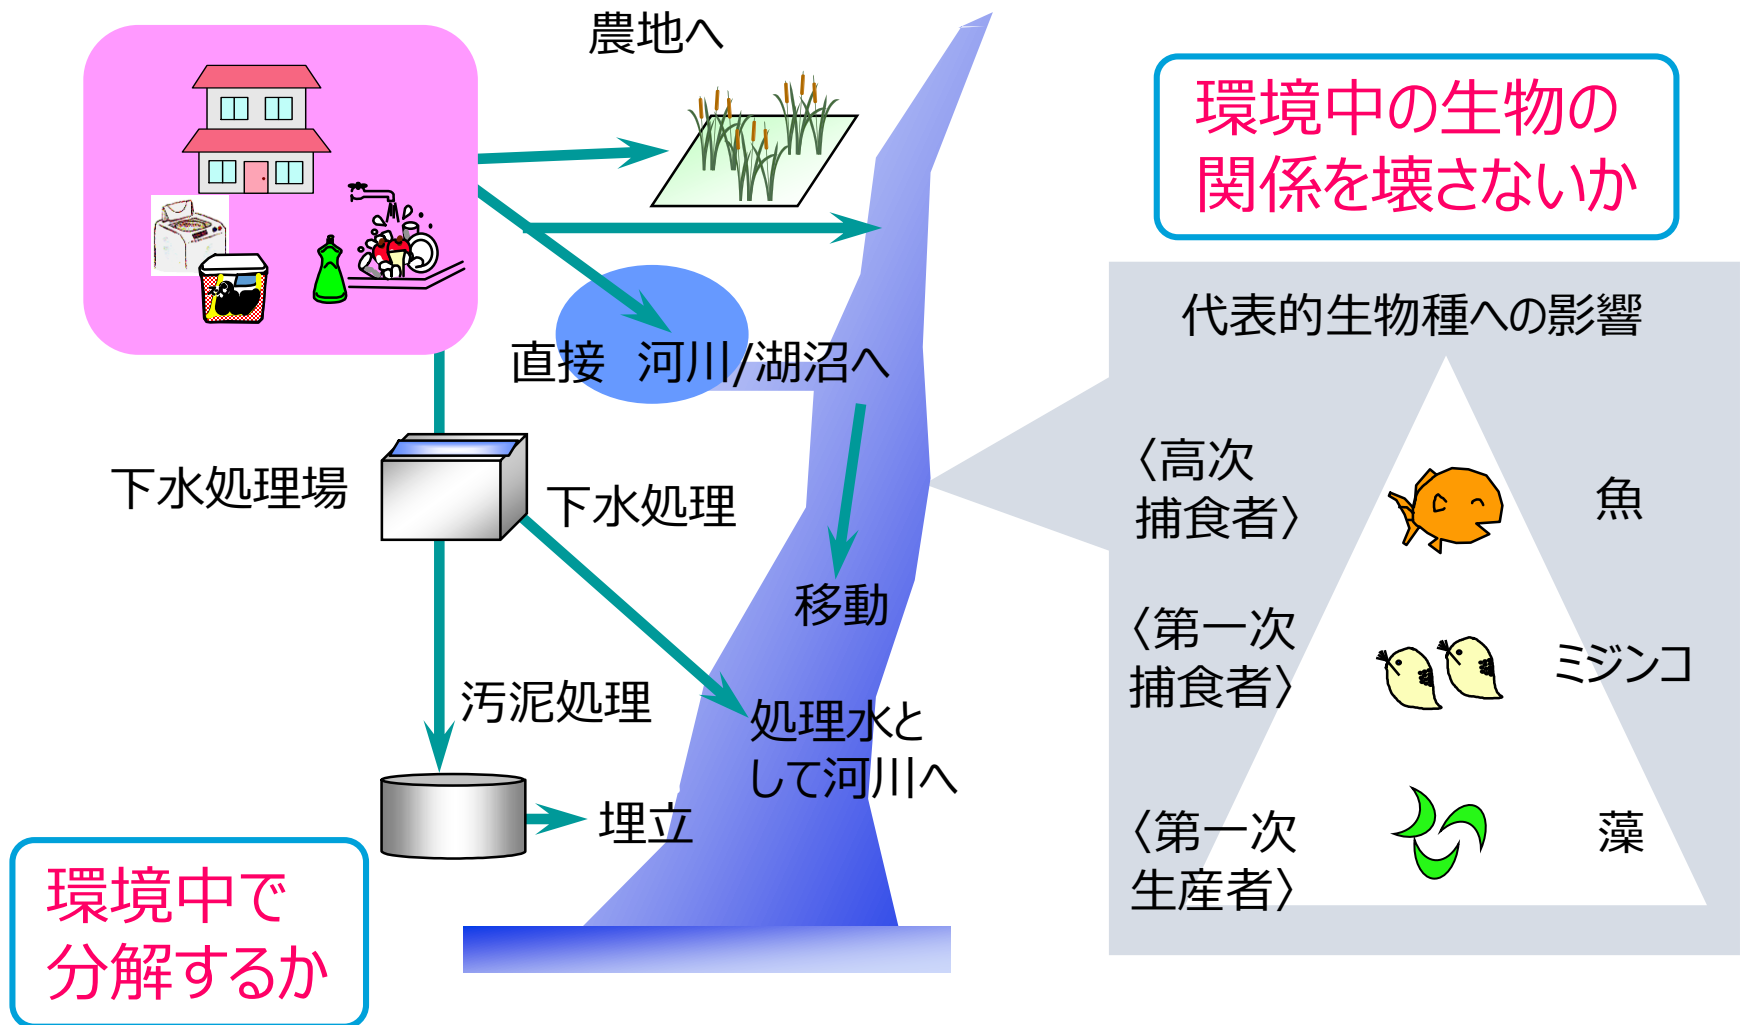 農地へ
環境中の生物の
関係を壊さないか
直接　河川/湖沼へ
代表的生物種への影響
下水処理場
下水処理
移動
〈高次
捕食者〉
魚
〈第一次
捕食者〉
ミジンコ
汚泥処理
処理水と
して河川へ
埋立
〈第一次
生産者〉
藻
環境中で
分解するか